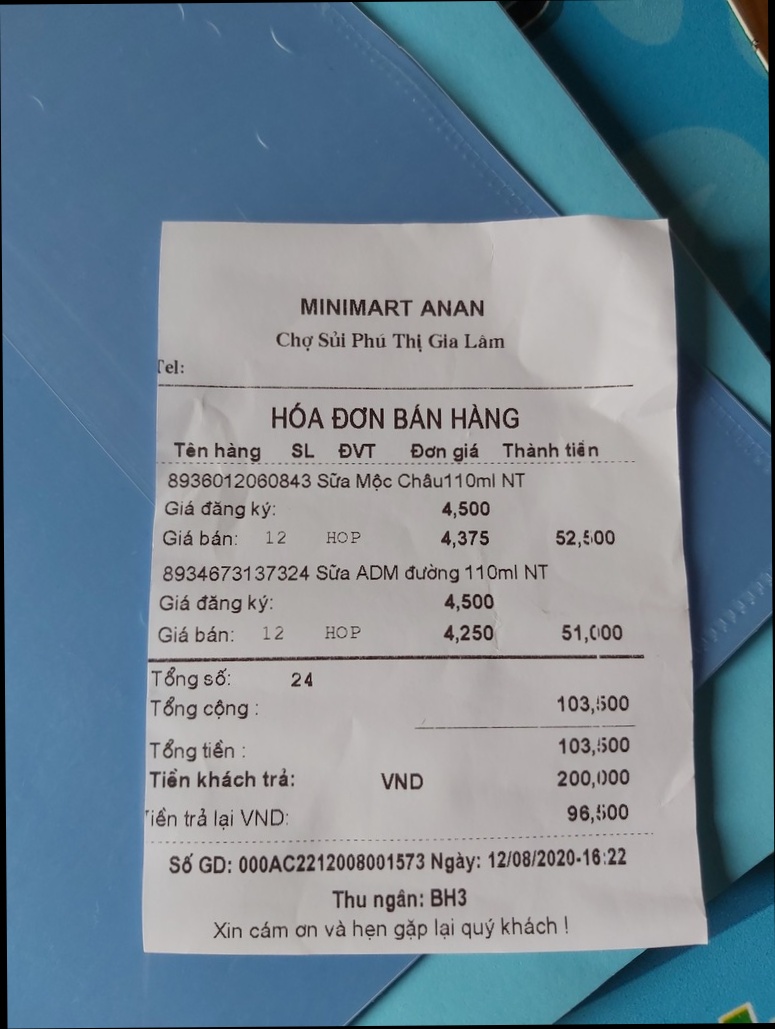 MINIMART ANAN
Chợ Sủi Phú Thị Gia Lâm
Tel:
HÓA ĐƠN BÁN HÀNG
Tên hàng SL ĐVT Đơn giá Thành tiền
8936012060843 Sữa Mộc Châu110ml NT
Giá đăng ký: 4,500
Giá bán: 12 HOP 4,375 52,500
8934673137324 Sữa ADM đường 110ml NT
Giá đăng ký: 4,500
Giá bán: 12 HOP 4,250 51,000
Tổng số: 24
Tổng cộng : 103,500
Tổng tiền : 103,500
Tiền khách trả: VND 200,000
Tiền trả lại VND: 96,500
Số GD: 000AC2212008001573 Ngày: 12/08/2020-16:22
Thu ngân: BH3
Xin cám ơn và hẹn gặp lại quý khách !